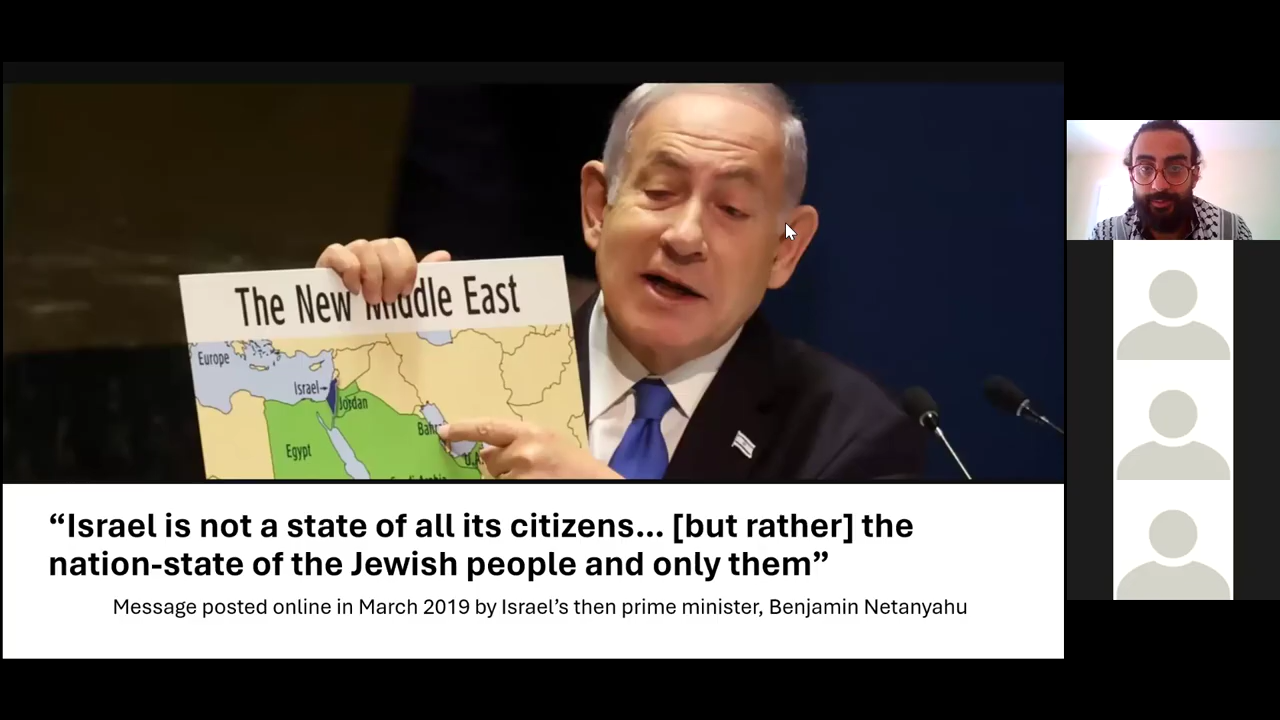 The New Middle East
Europe
Israel
Jordan
Egypt
“Israel is not a state of all its citizens... [but rather] the
nation-state of the Jewish people and only them”
Message posted online in March 2019 by Israel’s then prime minister, Benjamin Netanyahu